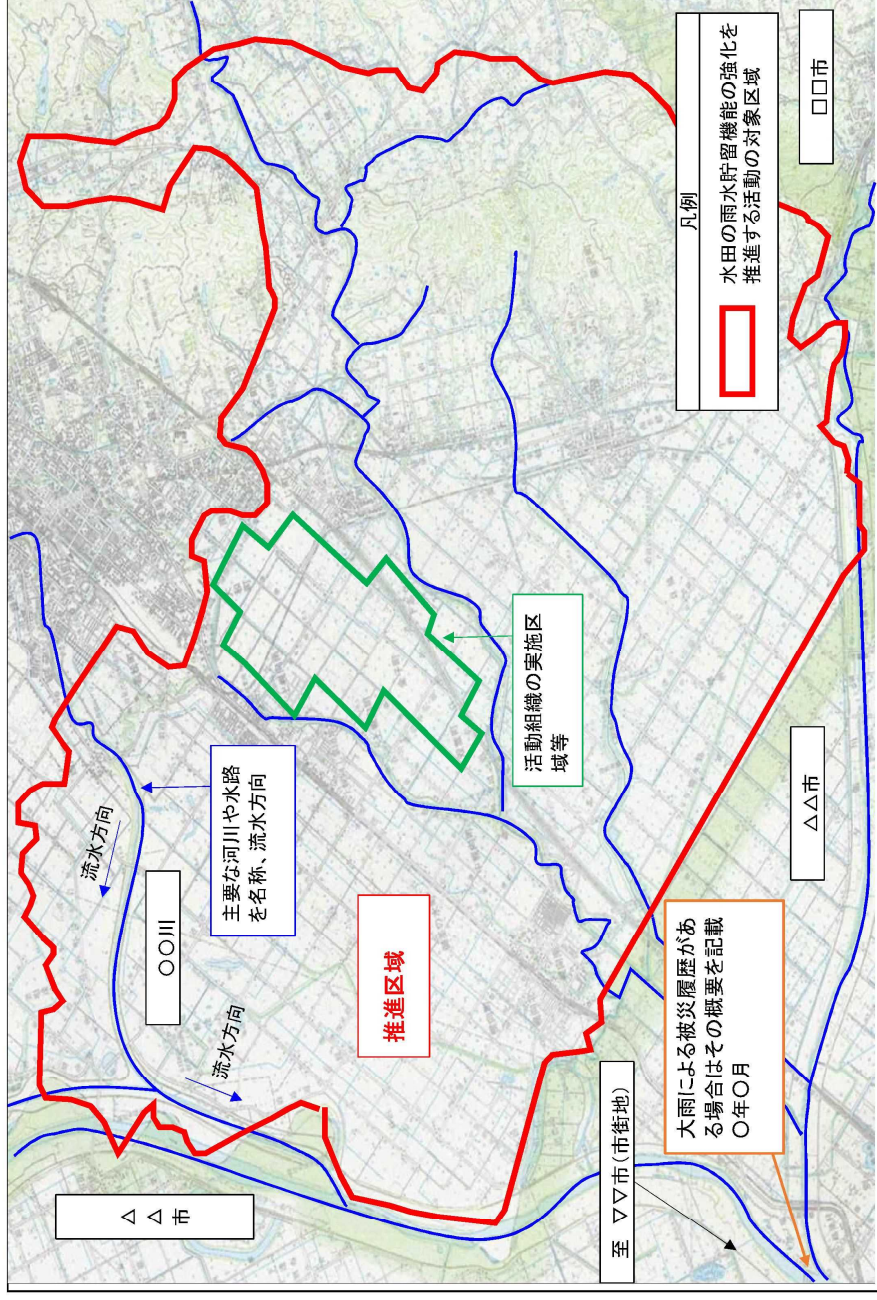 △△
市
流水方向
〇〇川
流水方向
主要な河川や水路
を名称、流水方向
推進区域
活動組織の実施区
域等
至 ▽▽市(市街地)
大雨による被災履歴があ
る場合はその概要を記載
〇年〇月
△△市
凡例
水田の雨水貯留機能の強化を
推進する活動の対象区域
□□市